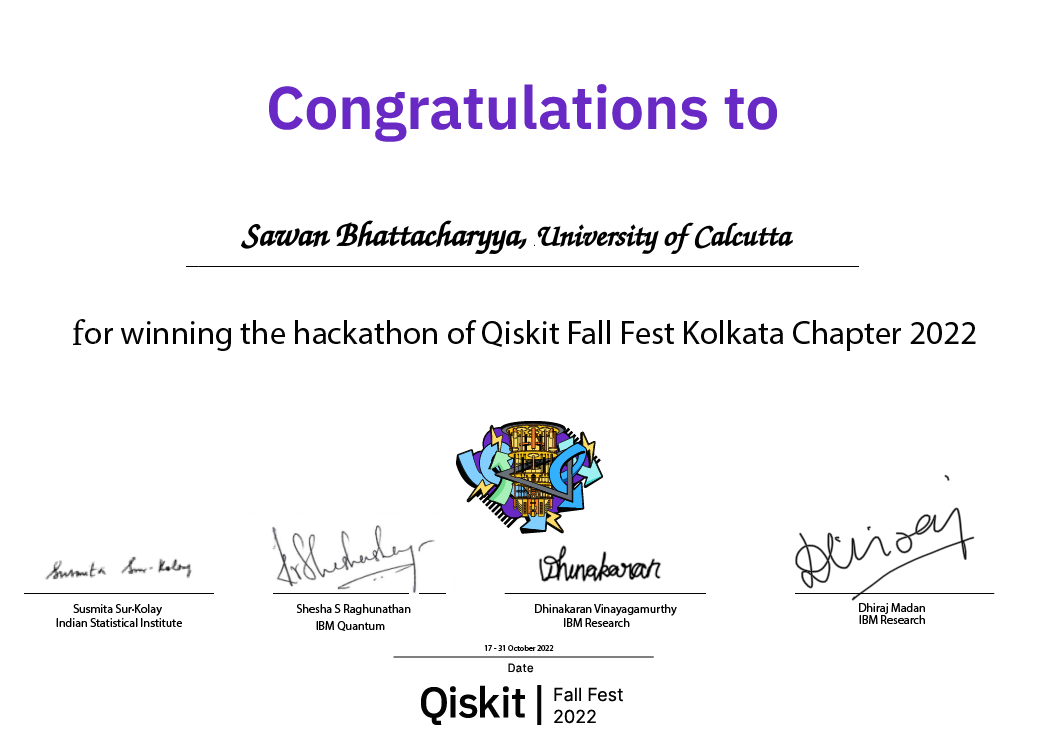 Congratulations to
Sawan Bhattacharyya, University of Calcutta
for winning the hackathon of Qiskit Fall Fest Kolkata Chapter 2022
Susmita Sur-Kolay
Shesha S Raghunathan
Dhinakaran
Dhiraj
Susmita Sur-Kolay
Indian Statistical Institute
Shesha S Raghunathan
IBM Quantum
Dhinakaran Vinayagamurthy
IBM Research
Dhiraj Madan
IBM Research
17 - 31 October 2022
Date
Qiskit | Fall Fest
2022